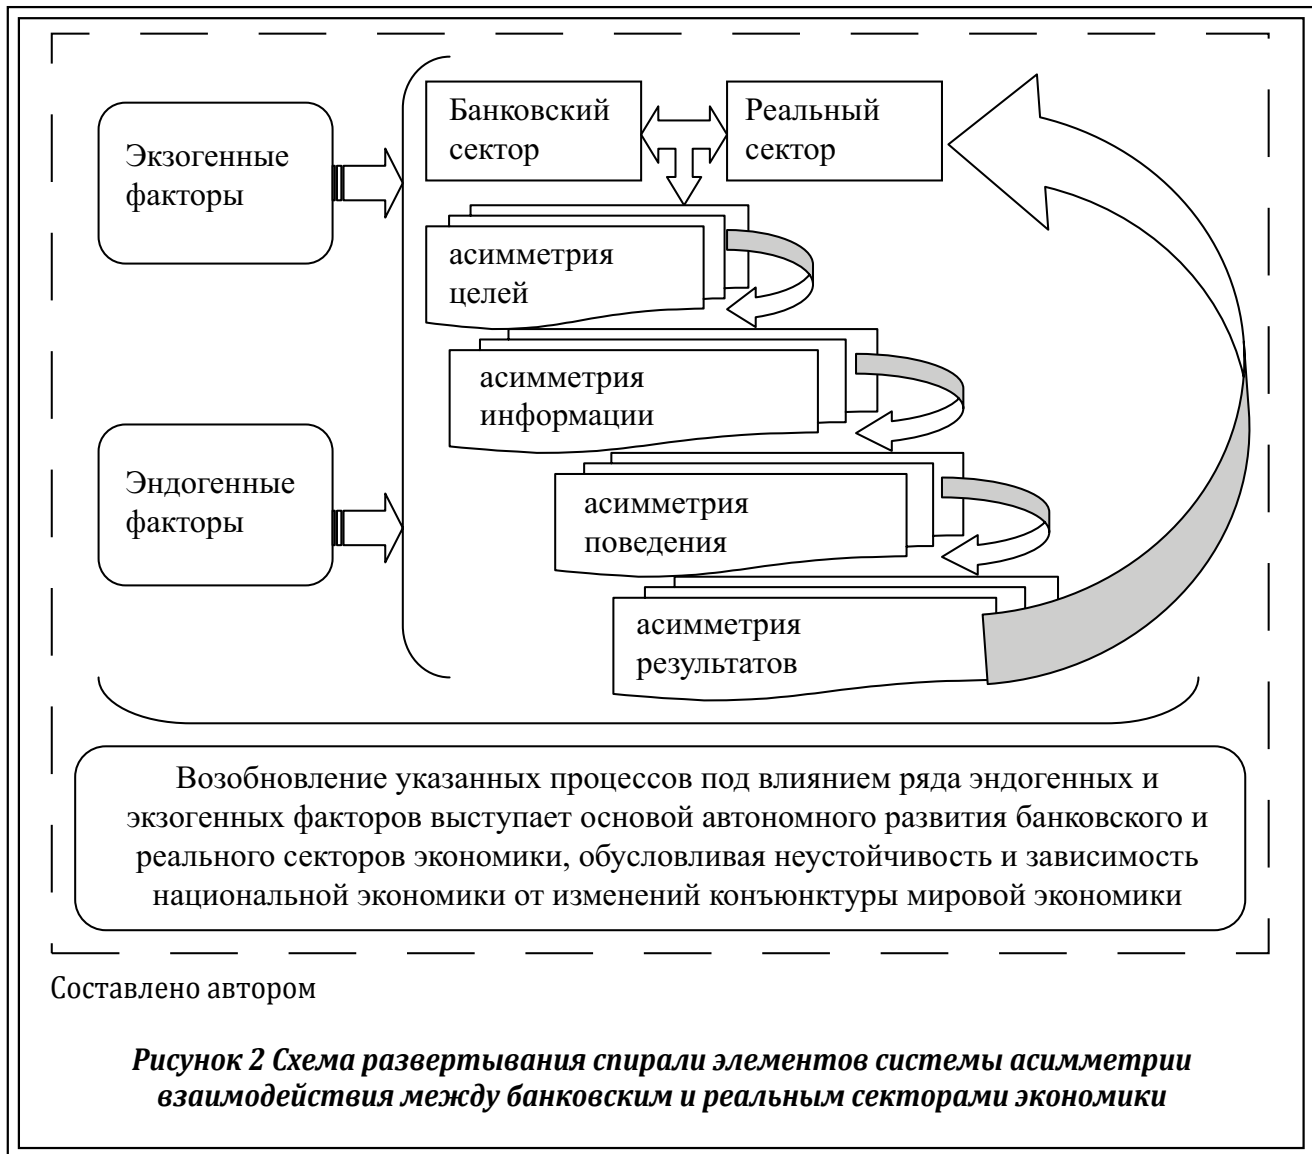 Экзогенные
факторы
Банковский
сектор
Реальный
сектор
асимметрия
целей
асимметрия
информации
Эндогенные
факторы
асимметрия
поведения
асимметрия
результатов
Возобновление указанных процессов под влиянием ряда эндогенных и
экзогенных факторов выступает основой автономного развития банковского и
реального секторов экономики, обусловливая неустойчивость и зависимость
национальной экономики от изменений конъюнктуры мировой экономики
Составлено автором
Рисунок 2 Схема развертывания спирали элементов системы асимметрии
взаимодействия между банковским и реальным секторами экономики